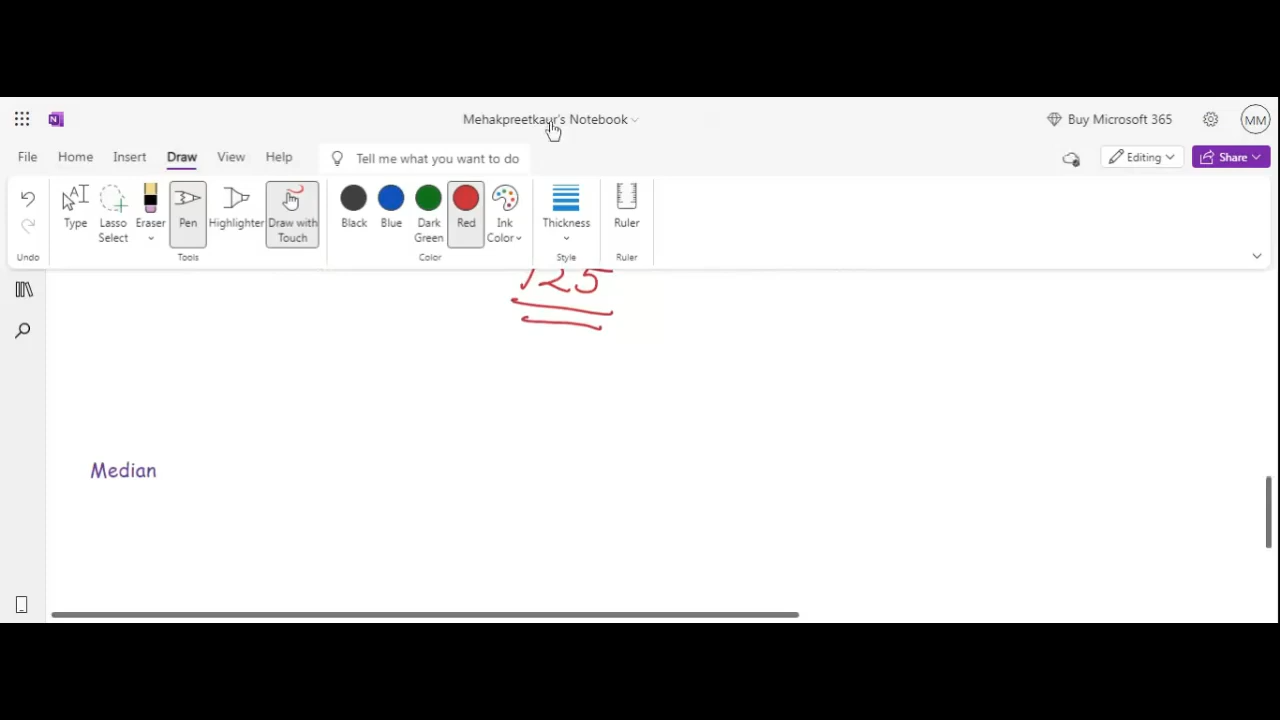 Mehakpreetkaur's Notebook
Buy Microsoft 365
MM
File Home Insert Draw View Help
Tell me what you want to do
Editing
Share
Type Lasso Select Eraser Pen Highlighter Draw with Touch
Black Blue Dark Green Red Ink Color
Thickness
Ruler
Undo Tools Color Style Ruler
125
Median